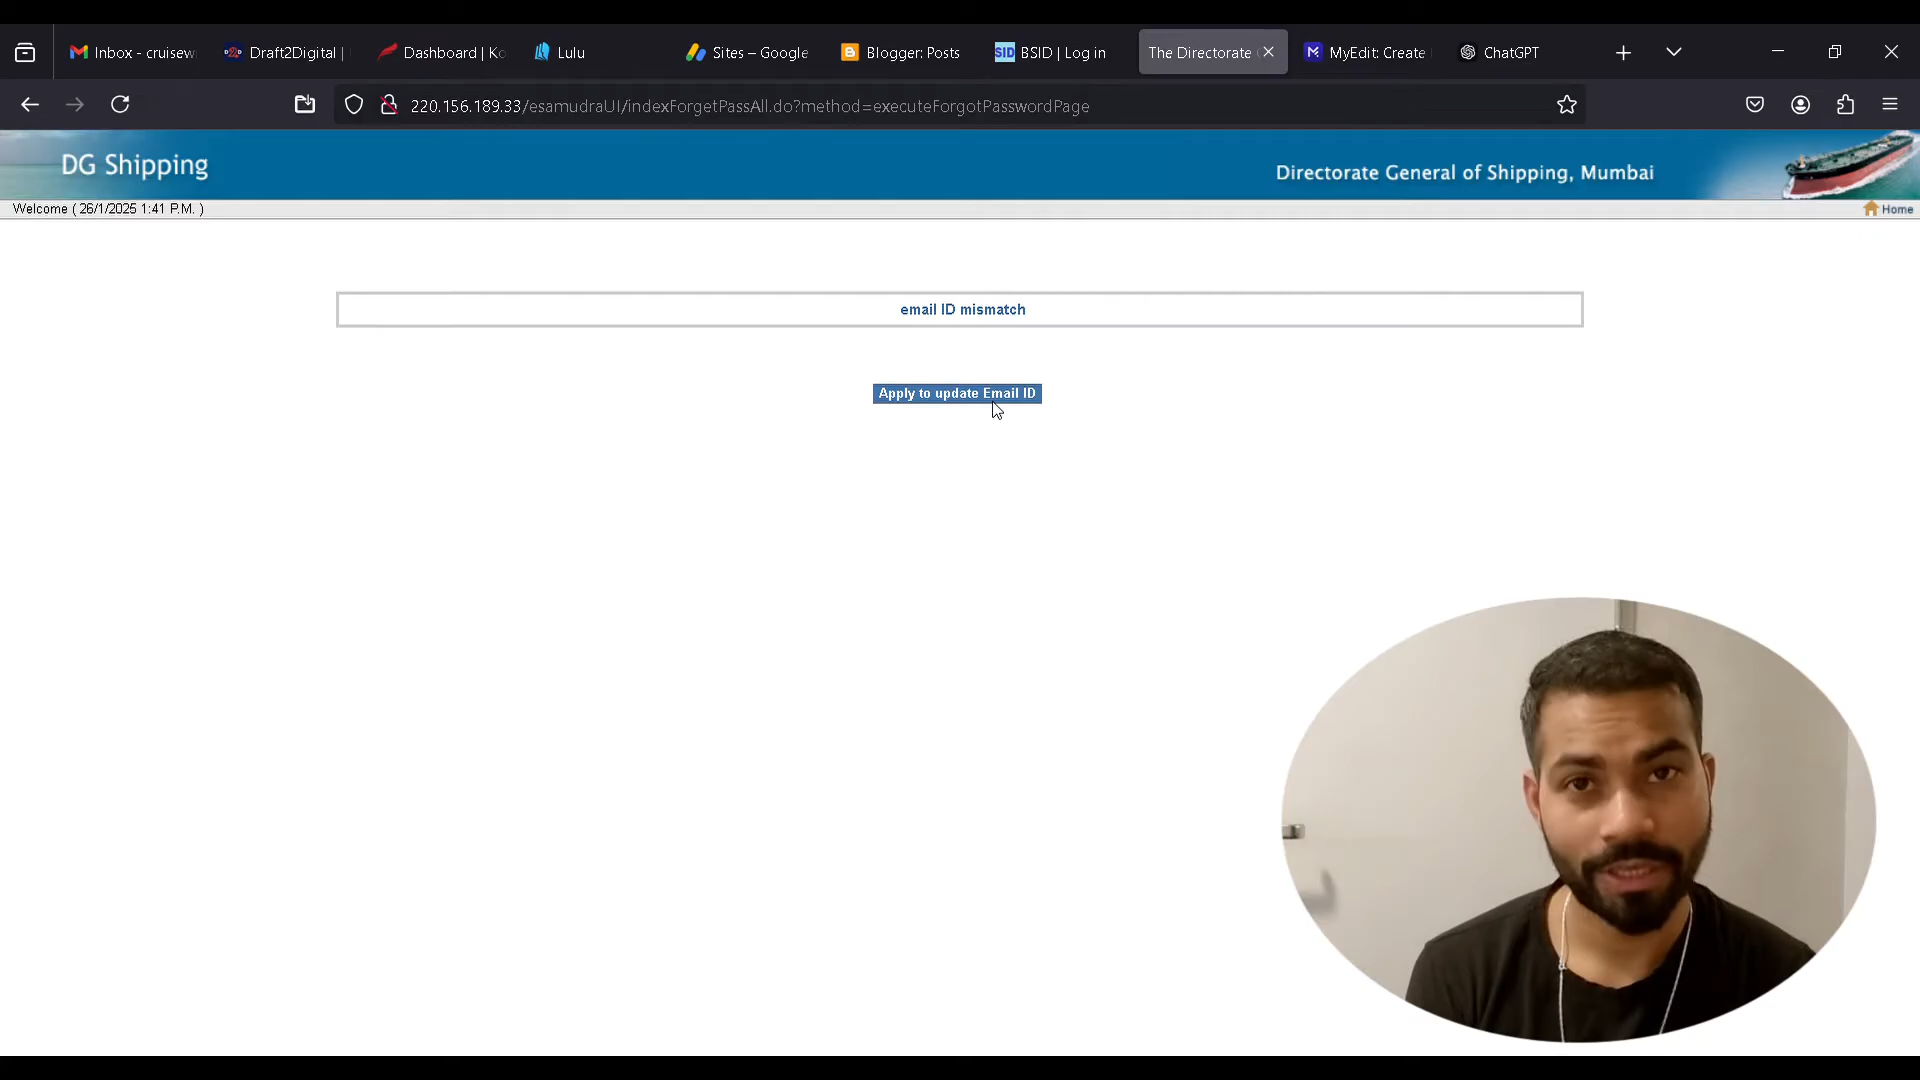 Inbox - cruisew
Draft2Digital |
Dashboard | Ko
Lulu
Sites – Google
Blogger: Posts
SID BSID | Log in
The Directorate
MyEdit: Create
ChatGPT
220.156.189.33/esamudraUI/indexForgetPassAll.do?method=executeForgotPasswordPage
DG Shipping
Directorate General of Shipping, Mumbai
Welcome ( 26/1/2025 1:41 P.M. )
Home
email ID mismatch
Apply to update Email ID